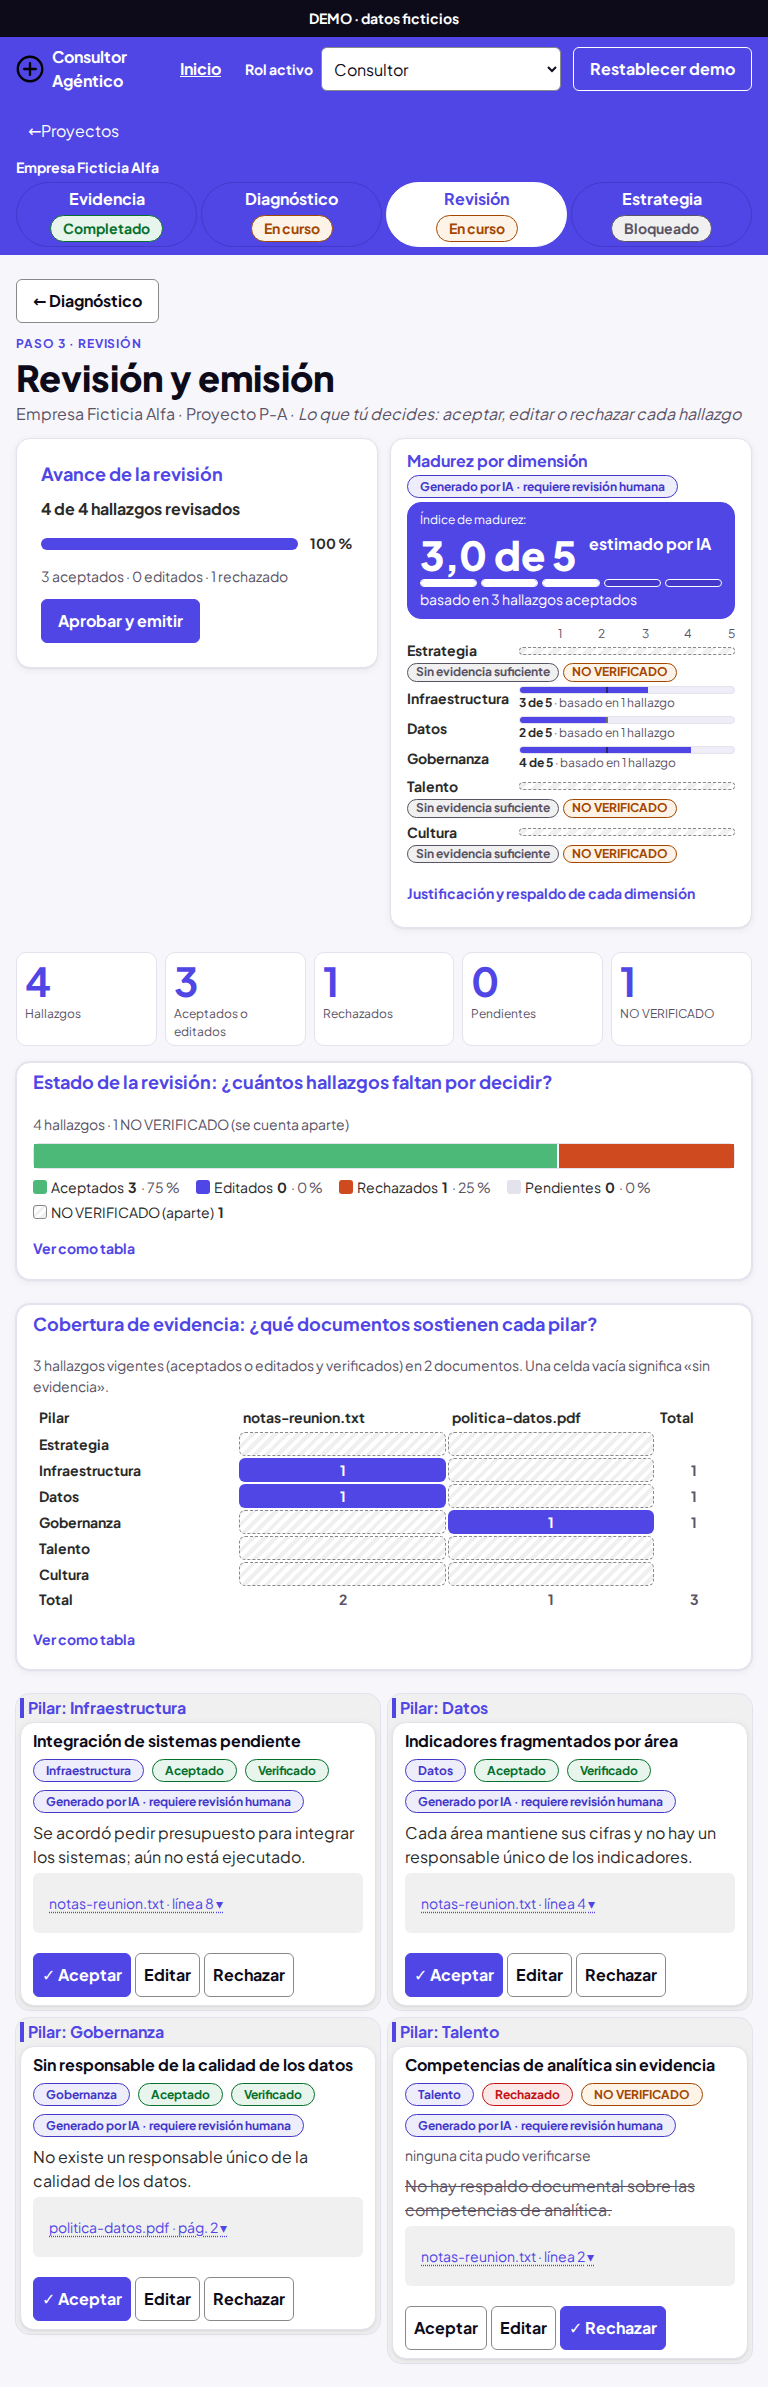 DEMO · datos ficticios
Consultor
Agéntico
Inicio
Rol activo
Consultor
Restablecer demo
←Proyectos
Empresa Ficticia Alfa
Evidencia
Completado
Diagnóstico
En curso
Revisión
En curso
Estrategia
Bloqueado
← Diagnóstico
PASO 3 · REVISIÓN
Revisión y emisión
Empresa Ficticia Alfa · Proyecto P-A · Lo que tú decides: aceptar, editar o rechazar cada hallazgo
Avance de la revisión
4 de 4 hallazgos revisados
100 %
3 aceptados · 0 editados · 1 rechazado
Aprobar y emitir
Madurez por dimensión
Generado por IA · requiere revisión humana
Índice de madurez:
3,0 de 5 estimado por IA
basado en 3 hallazgos aceptados
1 2 3 4 5
Estrategia
Sin evidencia suficiente NO VERIFICADO
Infraestructura
3 de 5 · basado en 1 hallazgo
Datos
2 de 5 · basado en 1 hallazgo
Gobernanza
4 de 5 · basado en 1 hallazgo
Talento
Sin evidencia suficiente NO VERIFICADO
Cultura
Sin evidencia suficiente NO VERIFICADO
Justificación y respaldo de cada dimensión
4
Hallazgos
3
Aceptados o
editados
1
Rechazados
0
Pendientes
1
NO VERIFICADO
Estado de la revisión: ¿cuántos hallazgos faltan por decidir?
4 hallazgos · 1 NO VERIFICADO (se cuenta aparte)
Aceptados 3 · 75 % Editados 0 · 0 % Rechazados 1 · 25 % Pendientes 0 · 0 %
NO VERIFICADO (aparte) 1
Ver como tabla
Cobertura de evidencia: ¿qué documentos sostienen cada pilar?
3 hallazgos vigentes (aceptados o editados y verificados) en 2 documentos. Una celda vacía significa «sin
evidencia».
Pilar notas-reunion.txt politica-datos.pdf Total
Estrategia
Infraestructura 1 1
Datos 1 1
Gobernanza 1 1
Talento
Cultura
Total 2 1 3
Ver como tabla
Pilar: Infraestructura
Integración de sistemas pendiente
Infraestructura Aceptado Verificado
Generado por IA · requiere revisión humana
Se acordó pedir presupuesto para integrar
los sistemas; aún no está ejecutado.
notas-reunion.txt · línea 8 ▾
✓ Aceptar Editar Rechazar
Pilar: Datos
Indicadores fragmentados por área
Datos Aceptado Verificado
Generado por IA · requiere revisión humana
Cada área mantiene sus cifras y no hay un
responsable único de los indicadores.
notas-reunion.txt · línea 4 ▾
✓ Aceptar Editar Rechazar
Pilar: Gobernanza
Sin responsable de la calidad de los datos
Gobernanza Aceptado Verificado
Generado por IA · requiere revisión humana
No existe un responsable único de la
calidad de los datos.
politica-datos.pdf · pág. 2 ▾
✓ Aceptar Editar Rechazar
Pilar: Talento
Competencias de analítica sin evidencia
Talento Rechazado NO VERIFICADO
Generado por IA · requiere revisión humana
ninguna cita pudo verificarse
No hay respaldo documental sobre las
competencias de analítica.
notas-reunion.txt · línea 2 ▾
Aceptar Editar ✓ Rechazar